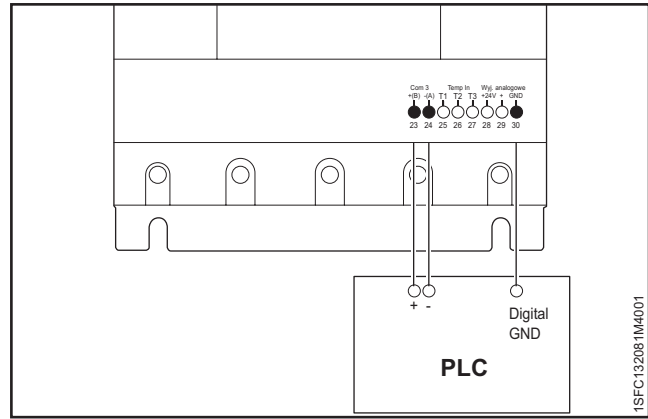 Com 3 Temp In Wyj. analogowe
+(B) -(A) T1 T2 T3 +24V + GND
23 24 25 26 27 28 29 30
+ -
Digital
GND
PLC
1SFC132081M4001